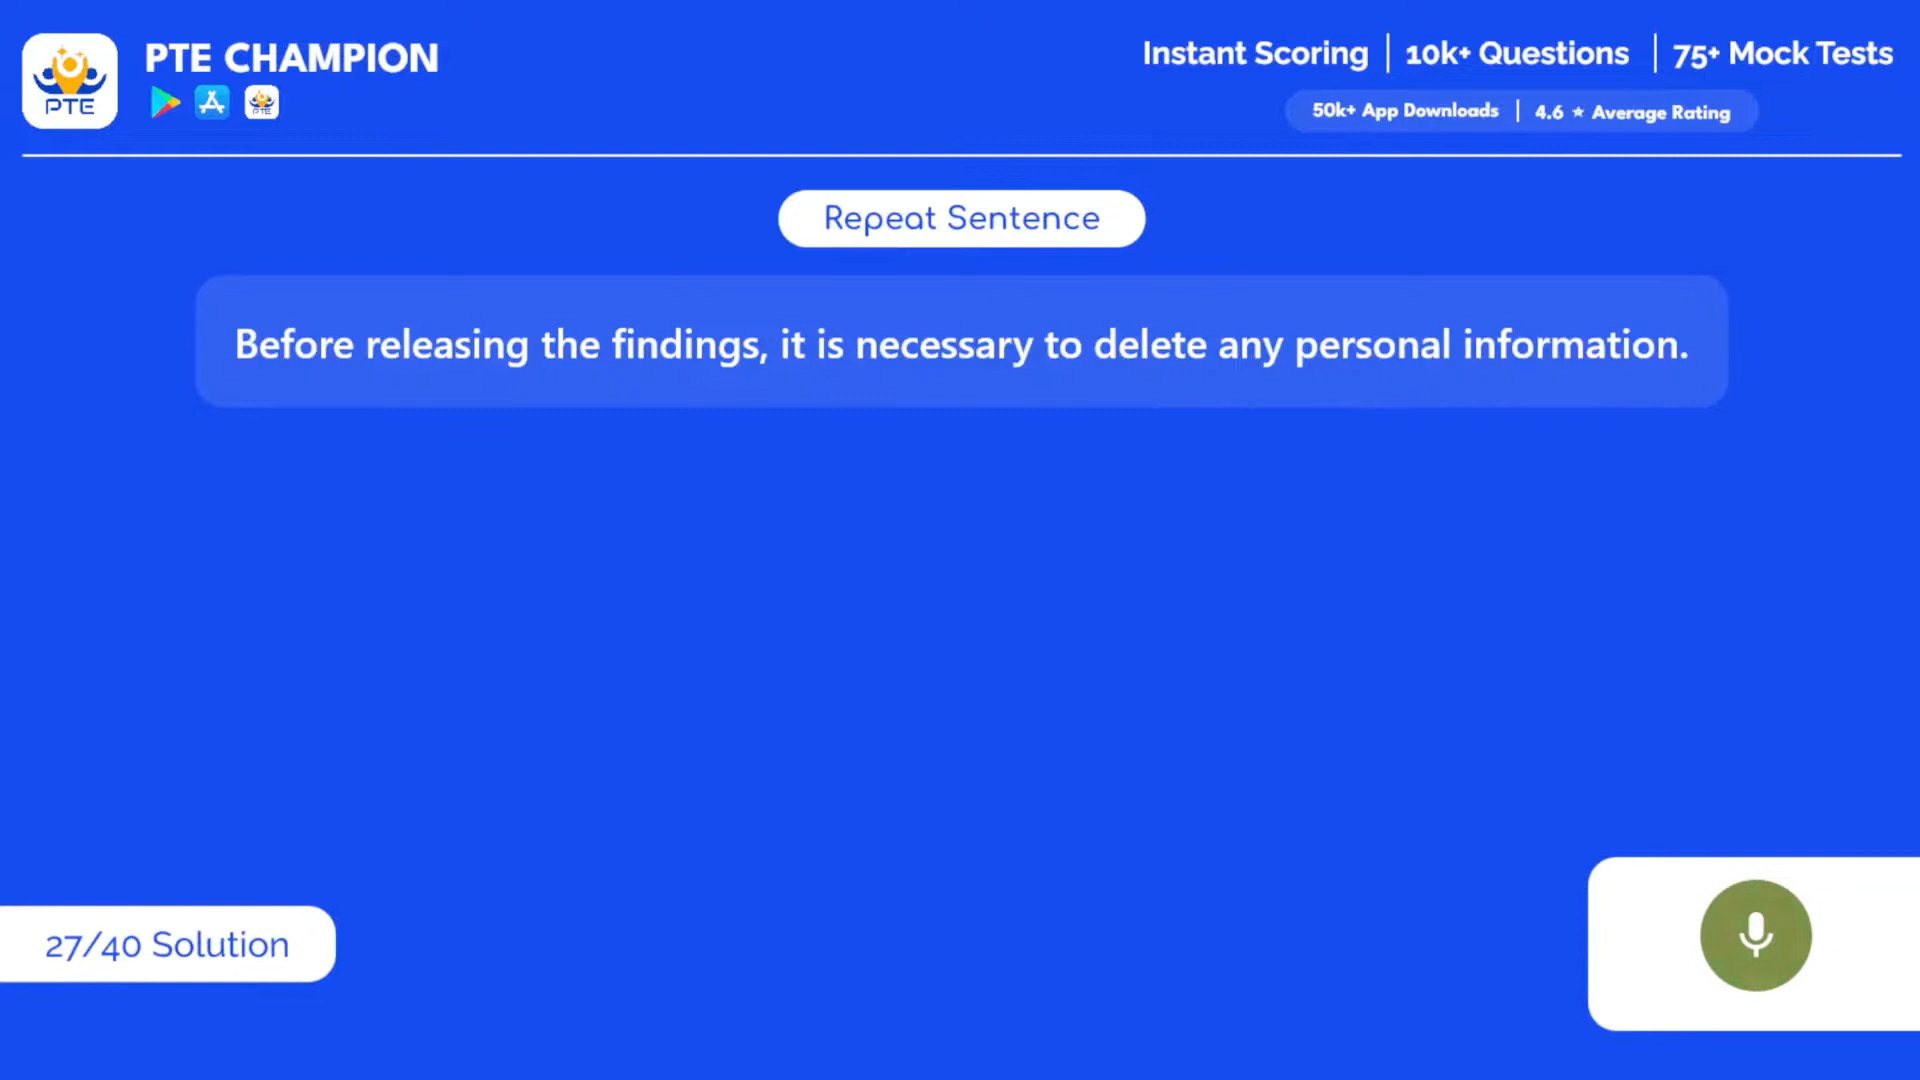 PTE CHAMPION
PTE
PTE
Instant Scoring | 10k+ Questions | 75+ Mock Tests
50k+ App Downloads | 4.6 ★ Average Rating
Repeat Sentence
Before releasing the findings, it is necessary to delete any personal information.
27/40 Solution